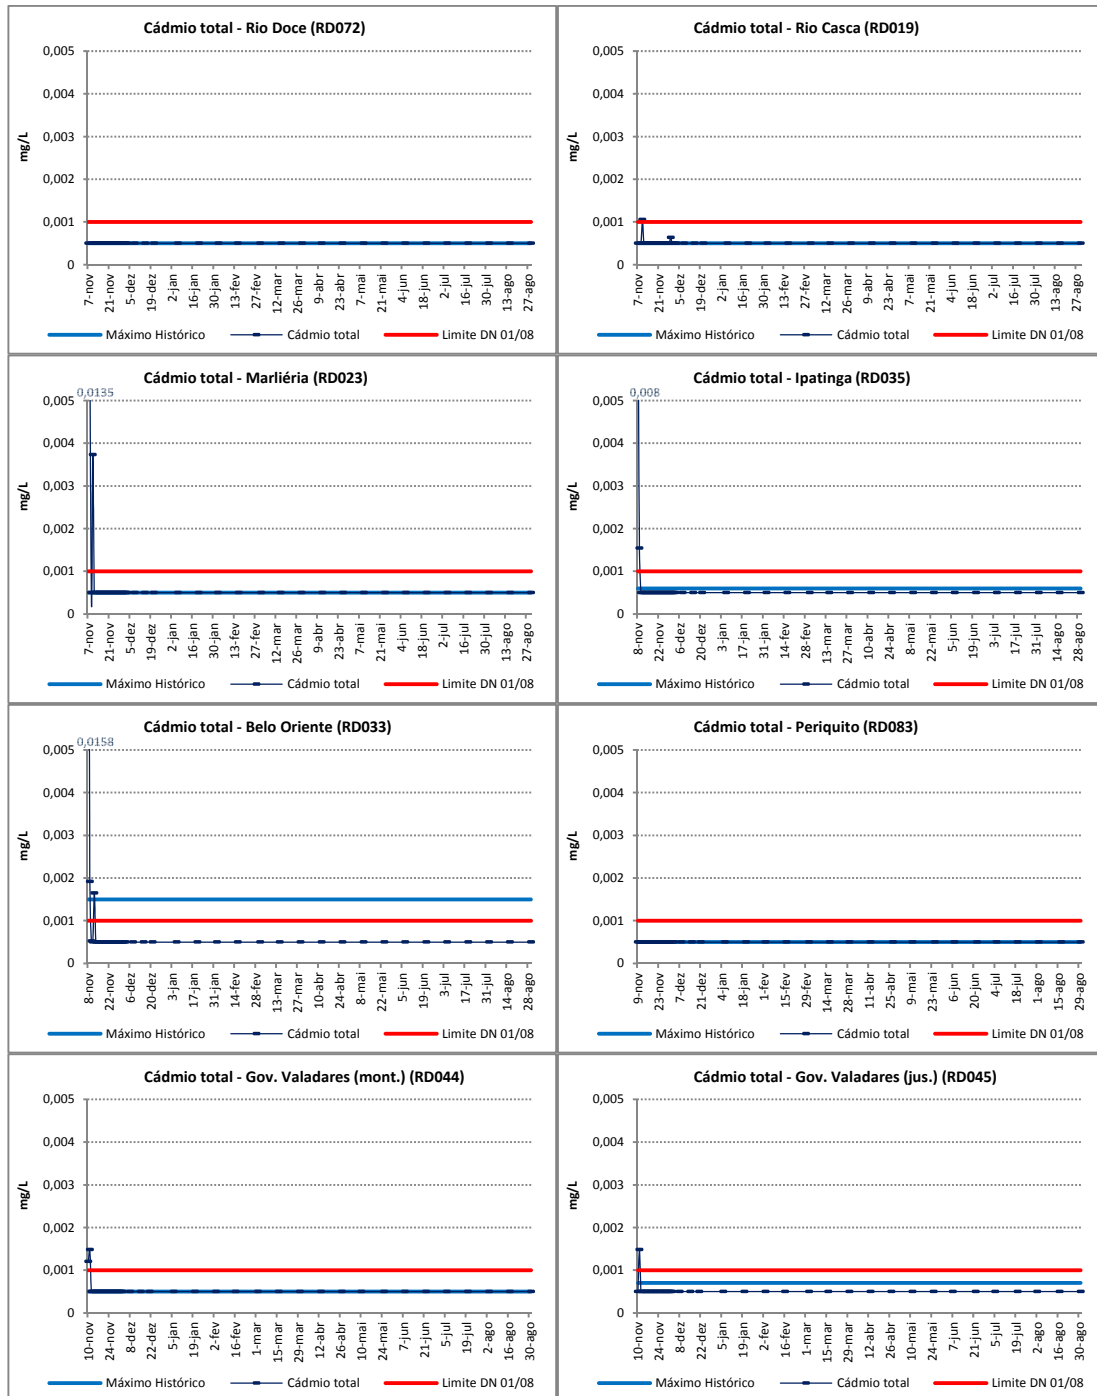 Cádmio total - Rio Doce (RD072)
mg/L
0,005
0,004
0,003
0,002
0,001
0
7-nov 21-nov 5-dez 19-dez 2-jan 16-jan 30-jan 13-fev 27-fev 12-mar 26-mar 9-abr 23-abr 7-mai 21-mai 4-jun 18-jun 2-jul 16-jul 30-jul 13-ago 27-ago
Máximo Histórico Cádmio total Limite DN 01/08
Cádmio total - Rio Casca (RD019)
mg/L
0,005
0,004
0,003
0,002
0,001
0
7-nov 21-nov 5-dez 19-dez 2-jan 16-jan 30-jan 13-fev 27-fev 12-mar 26-mar 9-abr 23-abr 7-mai 21-mai 4-jun 18-jun 2-jul 16-jul 30-jul 13-ago 27-ago
Máximo Histórico Cádmio total Limite DN 01/08
Cádmio total - Marliéria (RD023)
0,0135
mg/L
0,005
0,004
0,003
0,002
0,001
0
7-nov 21-nov 5-dez 19-dez 2-jan 16-jan 30-jan 13-fev 27-fev 12-mar 26-mar 9-abr 23-abr 7-mai 21-mai 4-jun 18-jun 2-jul 16-jul 30-jul 13-ago 27-ago
Máximo Histórico Cádmio total Limite DN 01/08
Cádmio total - Ipatinga (RD035)
0,008
mg/L
0,005
0,004
0,003
0,002
0,001
0
8-nov 22-nov 6-dez 20-dez 3-jan 17-jan 31-jan 14-fev 28-fev 13-mar 27-mar 10-abr 24-abr 8-mai 22-mai 5-jun 19-jun 3-jul 17-jul 31-jul 14-ago 28-ago
Máximo Histórico Cádmio total Limite DN 01/08
Cádmio total - Belo Oriente (RD033)
0,0158
mg/L
0,005
0,004
0,003
0,002
0,001
0
8-nov 22-nov 6-dez 20-dez 3-jan 17-jan 31-jan 14-fev 28-fev 13-mar 27-mar 10-abr 24-abr 8-mai 22-mai 5-jun 19-jun 3-jul 17-jul 31-jul 14-ago 28-ago
Máximo Histórico Cádmio total Limite DN 01/08
Cádmio total - Periquito (RD083)
mg/L
0,005
0,004
0,003
0,002
0,001
0
9-nov 23-nov 7-dez 21-dez 4-jan 18-jan 1-fev 15-fev 29-fev 14-mar 28-mar 11-abr 25-abr 9-mai 23-mai 6-jun 20-jun 4-jul 18-jul 1-ago 15-ago 29-ago
Máximo Histórico Cádmio total Limite DN 01/08
Cádmio total - Gov. Valadares (mont.) (RD044)
mg/L
0,005
0,004
0,003
0,002
0,001
0
10-nov 24-nov 8-dez 22-dez 5-jan 19-jan 2-fev 16-fev 1-mar 15-mar 29-mar 12-abr 26-abr 10-mai 24-mai 7-jun 21-jun 5-jul 19-jul 2-ago 16-ago 30-ago
Máximo Histórico Cádmio total Limite DN 01/08
Cádmio total - Gov. Valadares (jus.) (RD045)
mg/L
0,005
0,004
0,003
0,002
0,001
0
10-nov 24-nov 8-dez 22-dez 5-jan 19-jan 2-fev 16-fev 1-mar 15-mar 29-mar 12-abr 26-abr 10-mai 24-mai 7-jun 21-jun 5-jul 19-jul 2-ago 16-ago 30-ago
Máximo Histórico Cádmio total Limite DN 01/08